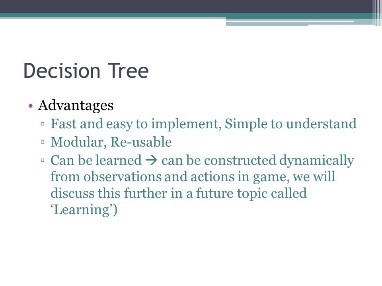 Decision Tree
• Advantages
▫ Fast and easy to implement, Simple to understand
▫ Modular, Re-usable
▫ Can be learned → can be constructed dynamically
from observations and actions in game, we will
discuss this further in a future topic called
‘Learning’)